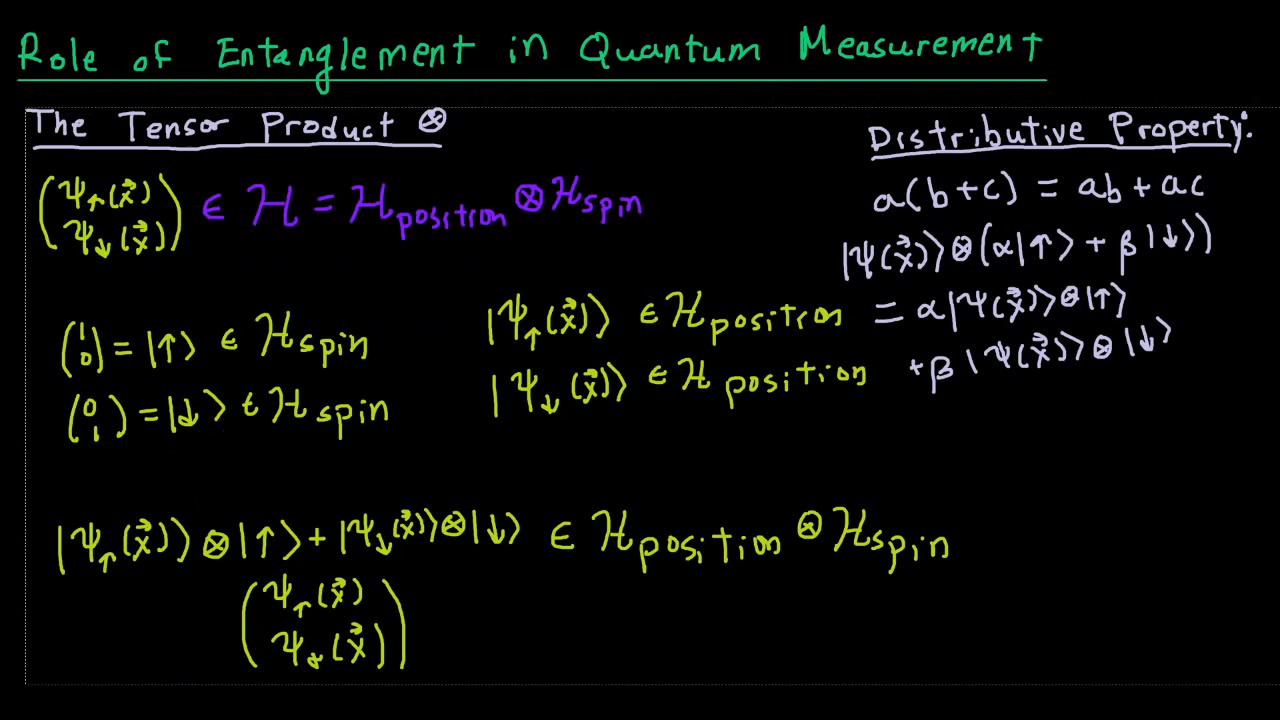 Role of Entanglement in Quantum Measurement
The Tensor Product ⊗
(ψ↑(x⃗)
ψ↓(x⃗)) ∈ ℋ = ℋposition ⊗ ℋspin
(1
0) = |↑⟩ ∈ ℋspin
(0
1) = |↓⟩ ∈ ℋspin
|ψ↑(x⃗)⟩ ∈ ℋposition
|ψ↓(x⃗)⟩ ∈ ℋposition
Distributive Property:
a(b+c) = ab + ac
|ψ(x⃗)⟩ ⊗ (α|↑⟩ + β|↓⟩)
= α|ψ(x⃗)⟩ ⊗ |↑⟩
+ β|ψ(x⃗)⟩ ⊗ |↓⟩
|ψ↑(x⃗)⟩ ⊗ |↑⟩ + |ψ↓(x⃗)⟩ ⊗ |↓⟩ ∈ ℋposition ⊗ ℋspin
(ψ↑(x⃗)
ψ↓(x⃗))